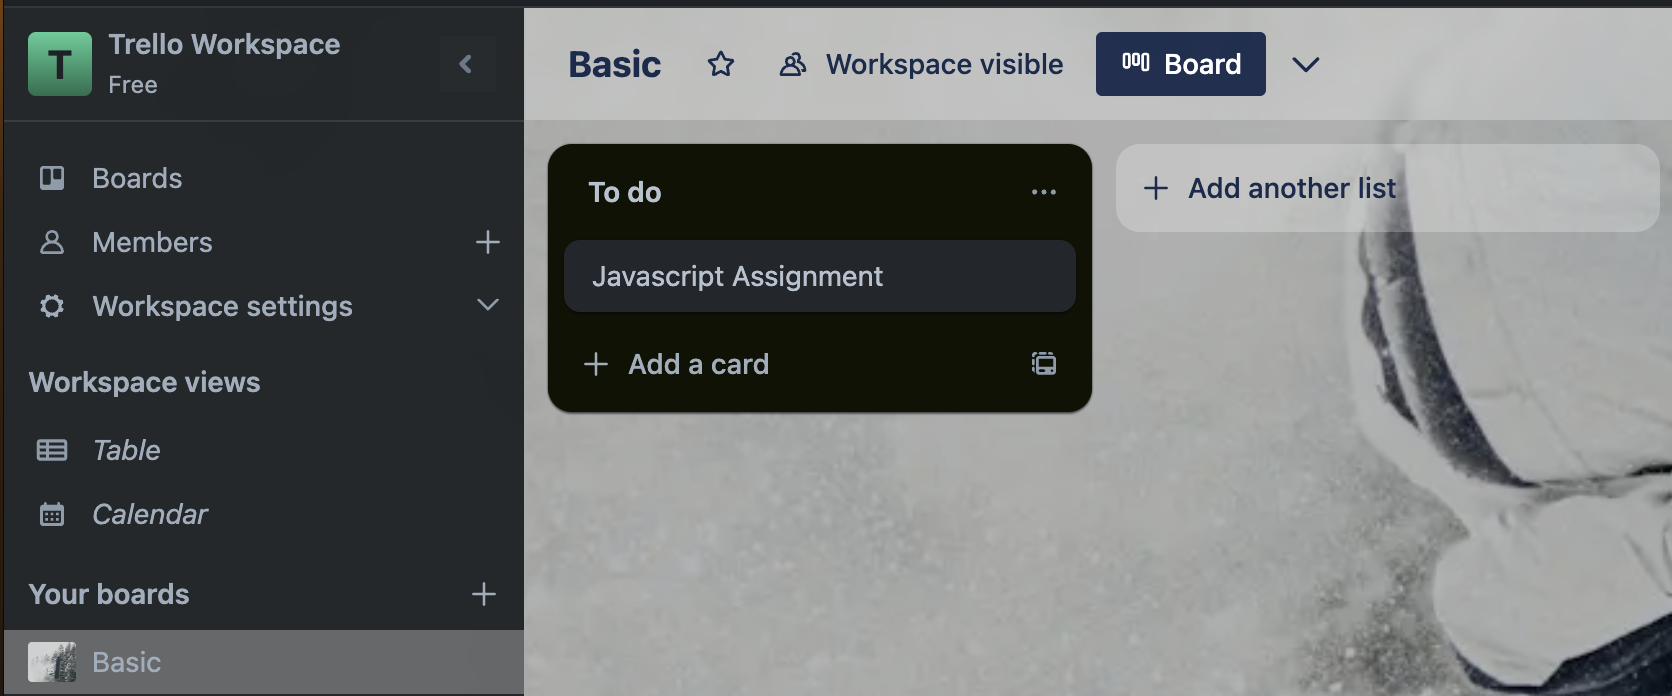 T
Trello Workspace
Free
Boards
Members
Workspace settings
Workspace views
Table
Calendar
Your boards
Basic
Basic
Workspace visible
Board
To do
Javascript Assignment
Add a card
Add another list